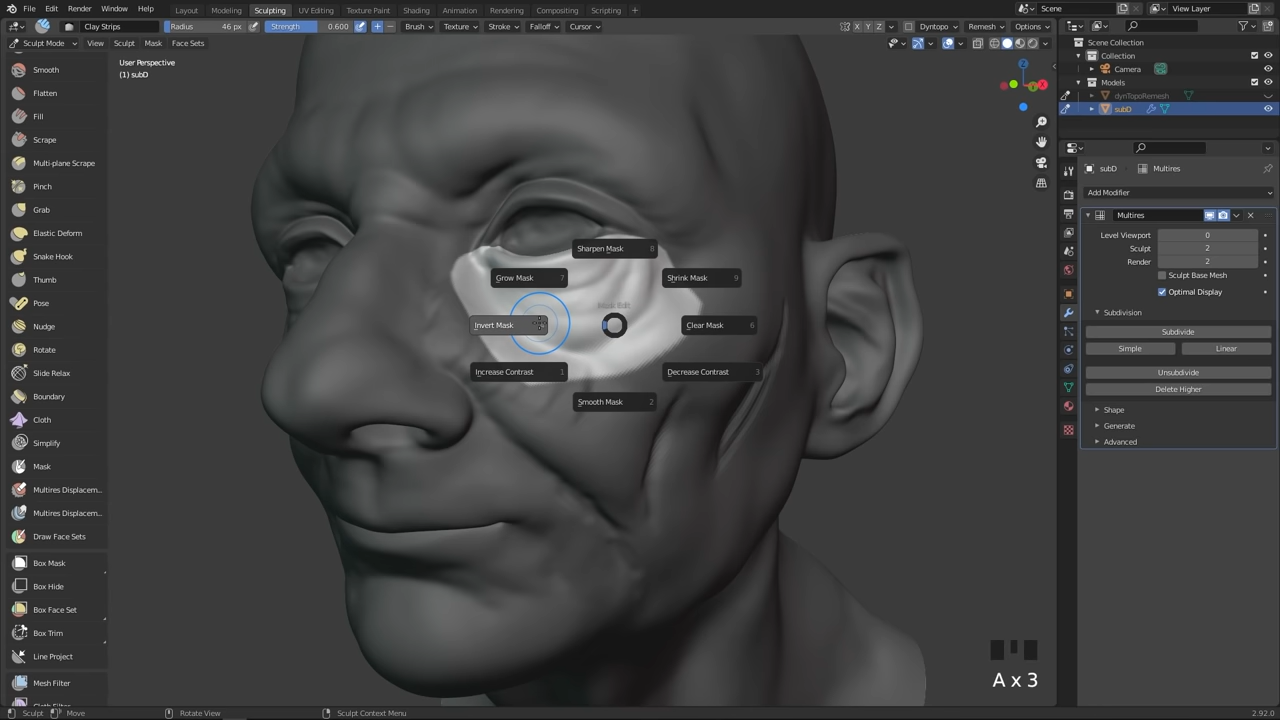 File Edit Render Window Help Layout Modeling Sculpting UV Editing Texture Paint Shading Animation Rendering Compositing Scripting + Scene View Layer
Clay Strips Radius 46 px Strength 0.600 Brush Texture Stroke Falloff Cursor X Y Z Dyntopo Remesh Options
Sculpt Mode View Sculpt Mask Face Sets
User Perspective
(1) subD
Smooth
Flatten
Fill
Scrape
Multi-plane Scrape
Pinch
Grab
Elastic Deform
Snake Hook
Thumb
Pose
Nudge
Rotate
Slide Relax
Boundary
Cloth
Simplify
Mask
Multires Displacem...
Multires Displacem...
Draw Face Sets
Box Mask
Box Hide
Box Face Set
Box Trim
Line Project
Mesh Filter
Sharpen Mask 8
Grow Mask 7
Shrink Mask 9
Mask Edit
Invert Mask
Clear Mask 6
Increase Contrast 1
Decrease Contrast 3
Smooth Mask 2
Z
X
A x 3
Scene Collection
Collection
Camera
Models
dynTopoRemesh
subD
subD Multires
Add Modifier
Multires
Level Viewport 0
Sculpt 2
Render 2
Sculpt Base Mesh
Optimal Display
Subdivision
Subdivide
Simple Linear
Unsubdivide
Delete Higher
Shape
Generate
Advanced
Sculpt Move Rotate View Sculpt Context Menu 2.92.0